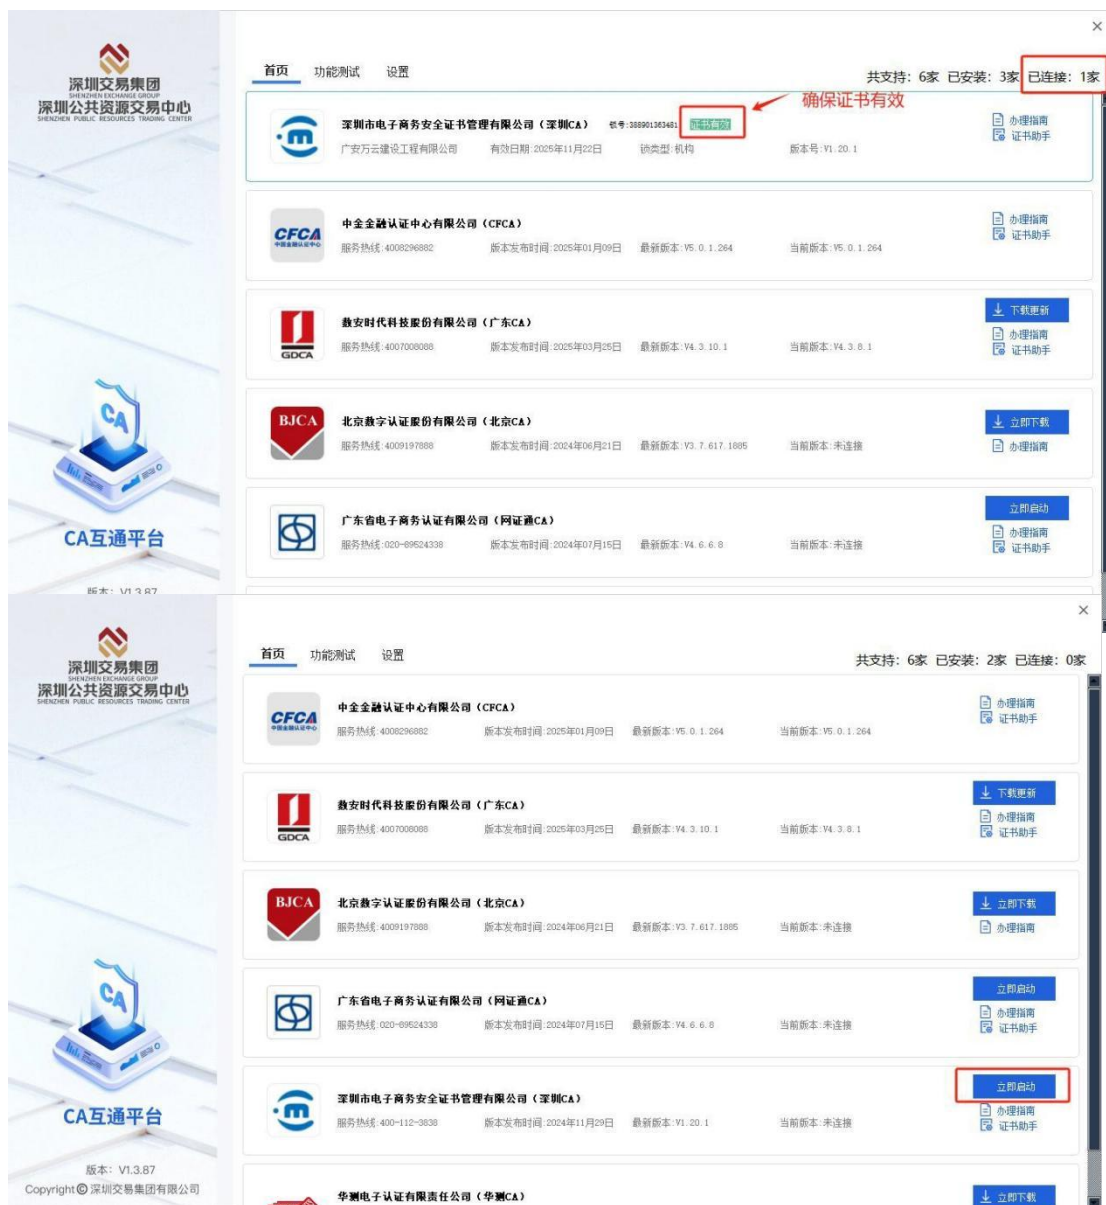 ×
深圳交易集团
SHENZHEN EXCHANGE GROUP
深圳公共资源交易中心
SHENZHEN PUBLIC RESOURCES TRADING CENTER
首页 功能测试 设置
共支持：6家 已安装：3家 已连接：1家
确保证书有效
深圳市电子商务安全证书管理有限公司（深圳CA） 锁号:388901363481 证书有效
办理指南
广安万云建设工程有限公司 有效日期:2025年11月22日 锁类型:机构 版本号:V1.20.1
证书助手
CFCA
中国金融认证中心
中金金融认证中心有限公司（CFCA）
办理指南
服务热线:4008296882 版本发布时间:2025年01月09日 最新版本:V5.0.1.264 当前版本:V5.0.1.264
证书助手
下载更新
GDCA
数安时代科技股份有限公司（广东CA）
办理指南
服务热线:4007008088 版本发布时间:2025年03月25日 最新版本:V4.3.10.1 当前版本:V4.3.8.1
证书助手
BJCA
北京数字认证股份有限公司（北京CA）
立即下载
服务热线:4009197888 版本发布时间:2024年06月21日 最新版本:V3.7.617.1885 当前版本:未连接
办理指南
立即启动
广东省电子商务认证有限公司（网证通CA）
办理指南
服务热线:020-89524338 版本发布时间:2024年07月15日 最新版本:V4.6.6.8 当前版本:未连接
证书助手
CA
CA互通平台
版本：V1.3.87
×
深圳交易集团
SHENZHEN EXCHANGE GROUP
深圳公共资源交易中心
SHENZHEN PUBLIC RESOURCES TRADING CENTER
首页 功能测试 设置
共支持：6家 已安装：2家 已连接：0家
CFCA
中国金融认证中心
中金金融认证中心有限公司（CFCA）
办理指南
服务热线:4008296882 版本发布时间:2025年01月09日 最新版本:V5.0.1.264 当前版本:V5.0.1.264
证书助手
下载更新
GDCA
数安时代科技股份有限公司（广东CA）
办理指南
服务热线:4007008088 版本发布时间:2025年03月25日 最新版本:V4.3.10.1 当前版本:V4.3.8.1
证书助手
BJCA
北京数字认证股份有限公司（北京CA）
立即下载
服务热线:4009197888 版本发布时间:2024年06月21日 最新版本:V3.7.617.1885 当前版本:未连接
办理指南
立即启动
广东省电子商务认证有限公司（网证通CA）
办理指南
服务热线:020-89524338 版本发布时间:2024年07月15日 最新版本:V4.6.6.8 当前版本:未连接
证书助手
立即启动
深圳市电子商务安全证书管理有限公司（深圳CA）
办理指南
服务热线:400-112-3838 版本发布时间:2024年11月29日 最新版本:V1.20.1 当前版本:未连接
证书助手
华测电子认证有限责任公司（华测CA）
立即下载
CA
CA互通平台
版本：V1.3.87
Copyright©深圳交易集团有限公司